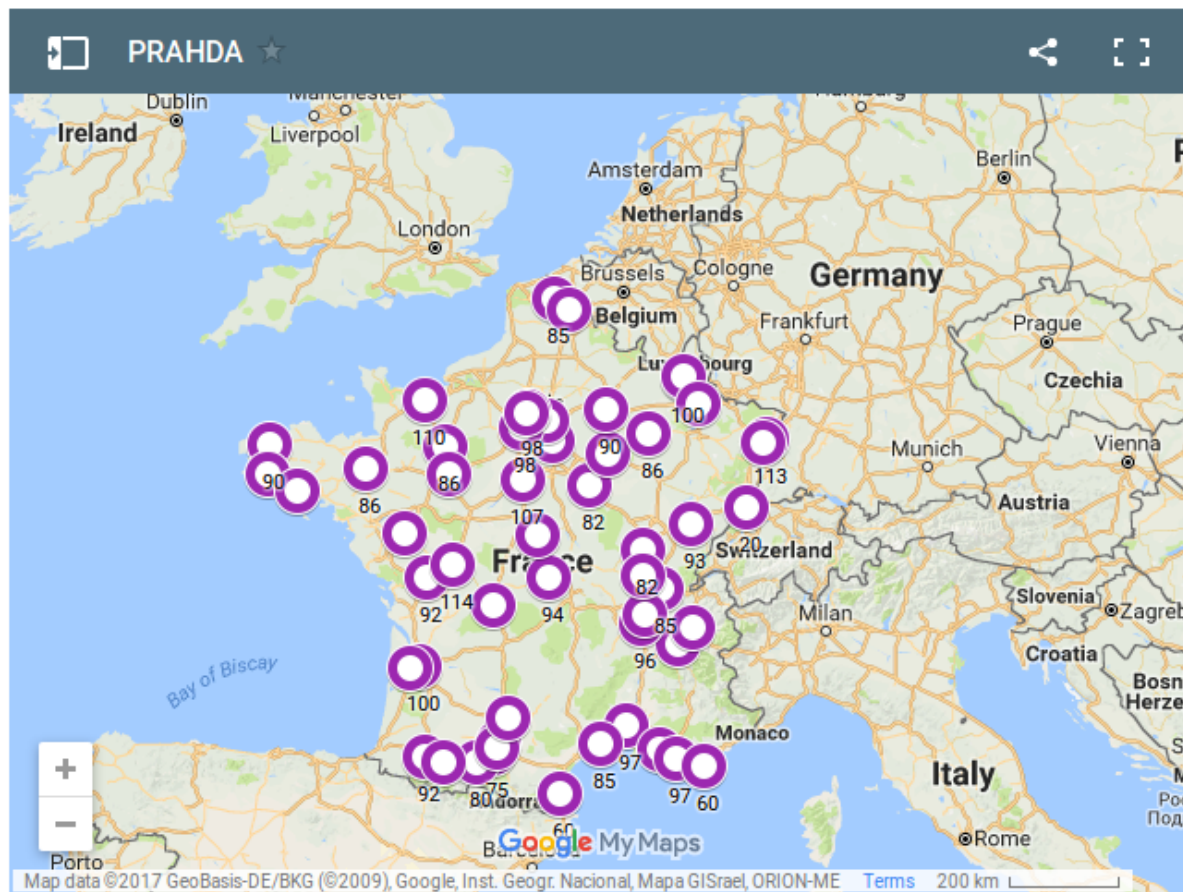 PRAHDA
Dublin
Manchester
Hamburg
Ireland
Liverpool
Berlin
Amsterdam
Netherlands
London
Brussels
Cologne
Germany
Belgium
Frankfurt
Prague
85
Czechia
100
110
98
90
86
113
Munich
Vienna
90
86
86
98
107
82
Austria
20
93
Switzerland
France
82
114
92
94
Slovenia
Zagreb
Milan
85
96
Croatia
Bay of Biscay
100
Monaco
97
85
92
75
80
97
60
Italy
60
Google My Maps
Rome
Porto
Map data ©2017 GeoBasis-DE/BKG (©2009), Google, Inst. Geogr. Nacional, Mapa GISrael, ORION-ME Terms 200 km